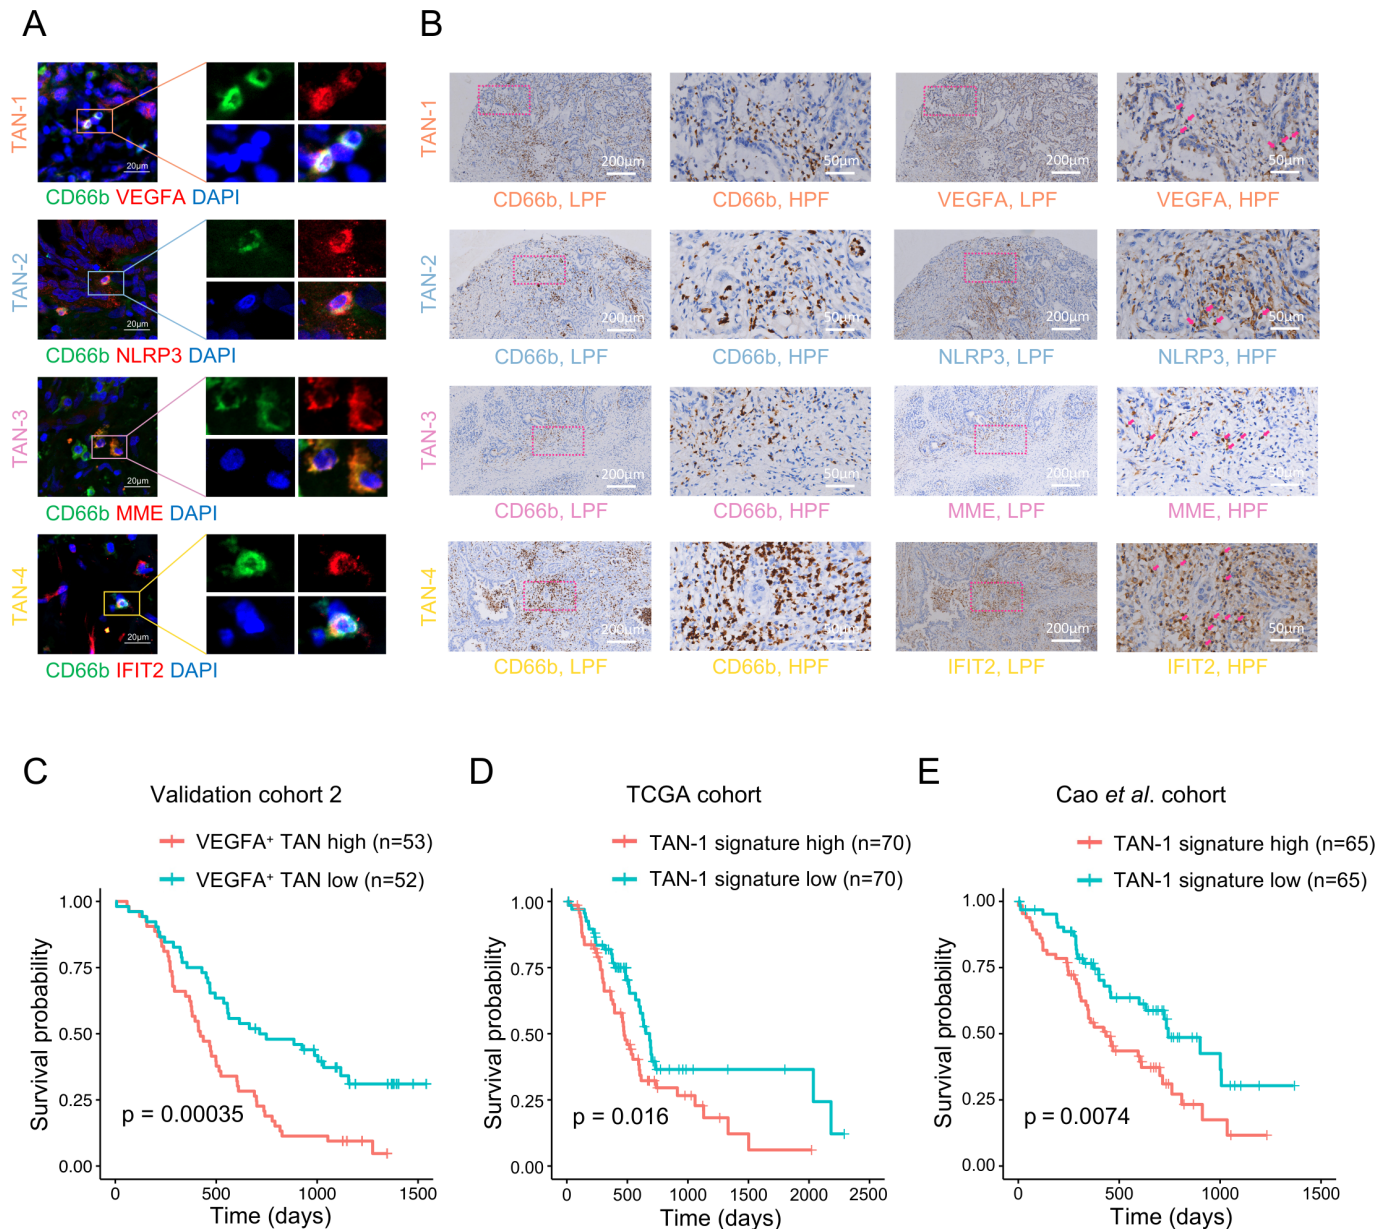 A
B
TAN-1
20μm
CD66b VEGFA DAPI
TAN-2
20μm
CD66b NLRP3 DAPI
TAN-3
20μm
CD66b MME DAPI
TAN-4
20μm
CD66b IFIT2 DAPI
TAN-1
200μm
50μm
200μm
50μm
CD66b, LPF
CD66b, HPF
VEGFA, LPF
VEGFA, HPF
TAN-2
200μm
50μm
200μm
50μm
CD66b, LPF
CD66b, HPF
NLRP3, LPF
NLRP3, HPF
TAN-3
200μm
50μm
200μm
50μm
CD66b, LPF
CD66b, HPF
MME, LPF
MME, HPF
TAN-4
200μm
50μm
200μm
50μm
CD66b, LPF
CD66b, HPF
IFIT2, LPF
IFIT2, HPF
C
Validation cohort 2
VEGFA⁺ TAN high (n=53)
VEGFA⁺ TAN low (n=52)
Survival probability
1.00
0.75
0.50
0.25
0.00
p = 0.00035
0
500
1000
1500
Time (days)
D
TCGA cohort
TAN-1 signature high (n=70)
TAN-1 signature low (n=70)
Survival probability
1.00
0.75
0.50
0.25
0.00
p = 0.016
0
500
1000
1500
2000
2500
Time (days)
E
Cao et al. cohort
TAN-1 signature high (n=65)
TAN-1 signature low (n=65)
Survival probability
1.00
0.75
0.50
0.25
0.00
p = 0.0074
0
500
1000
1500
Time (days)